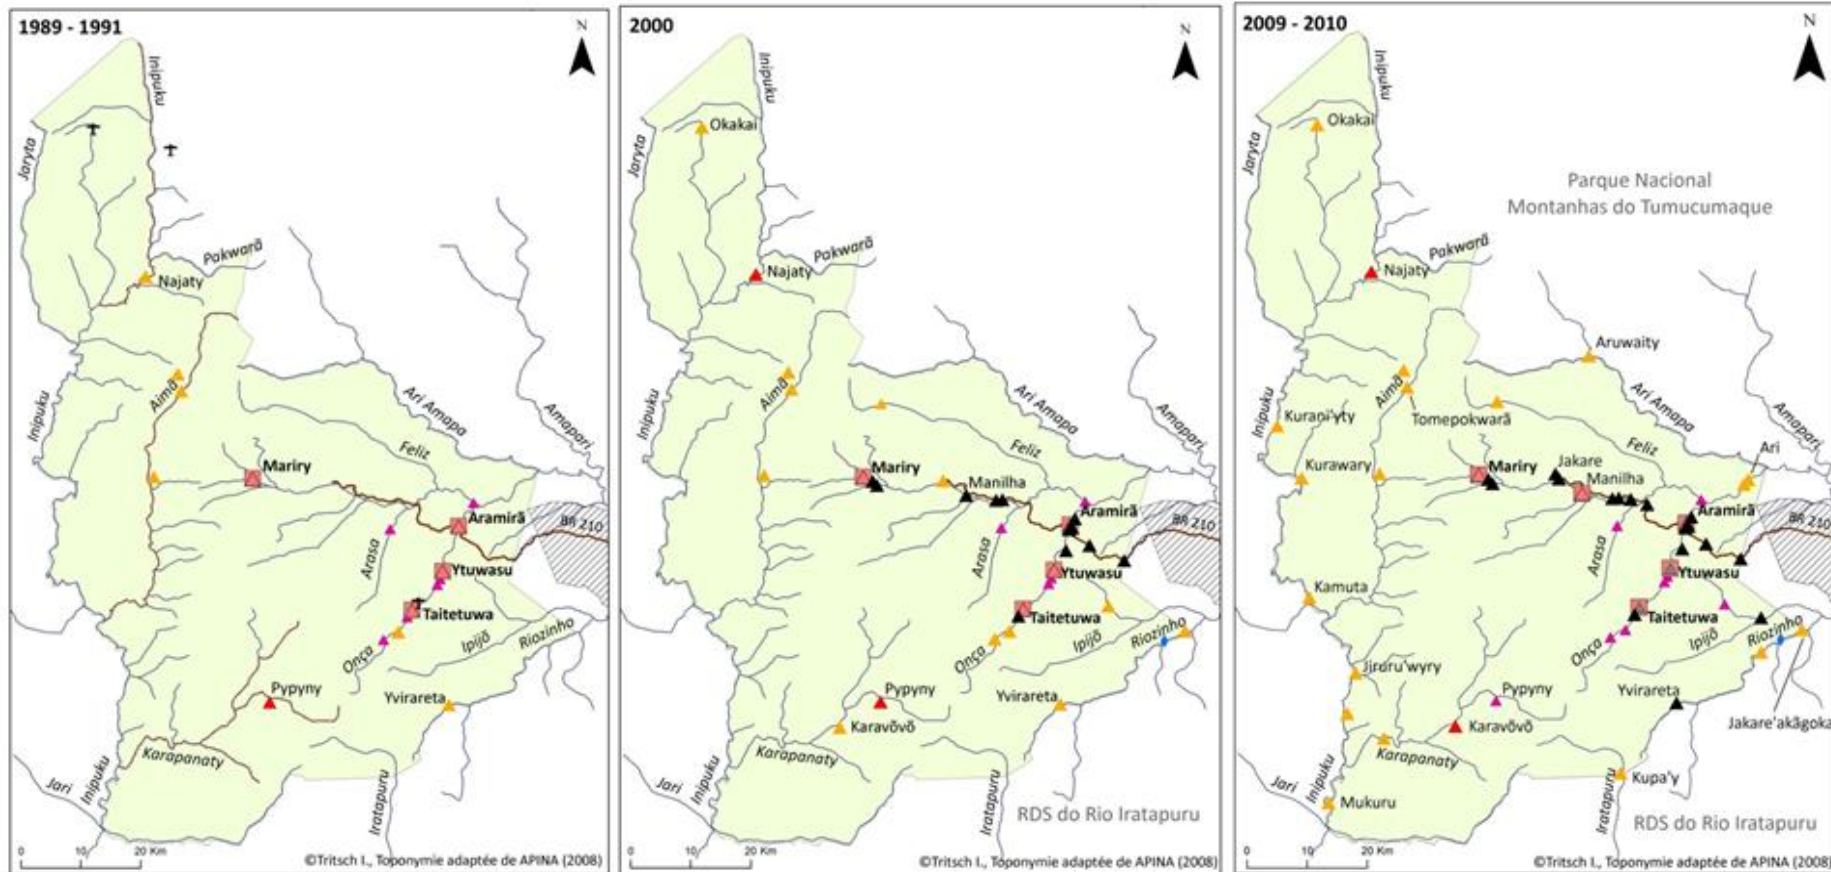 1989 - 1991
N
Inipuku
Jaryta
Pakwarã
Najaty
Aimã
Inipuku
Ari Amapa
Amapari
Feliz
Mariry
Aramirã
BR 210
Arasa
Ytuwasu
Taitetuwa
Onça
Ipijõ
Riozinho
Pypyny
Yvirareta
Karapanaty
Jari
Inipuku
Iratapuru
0 10 20 Km
©Tritsch I., Toponymie adaptée de APINA (2008)
2000
N
Inipuku
Okakai
Jaryta
Pakwarã
Najaty
Aimã
Inipuku
Ari Amapa
Amapari
Feliz
Mariry
Manilha
Aramirã
BR 210
Arasa
Ytuwasu
Taitetuwa
Onça
Ipijõ
Riozinho
Pypyny
Yvirareta
Karavõvõ
Karapanaty
Jari
Inipuku
Iratapuru
RDS do Rio Iratapuru
0 10 20 Km
©Tritsch I., Toponymie adaptée de APINA (2008)
2009 - 2010
N
Inipuku
Okakai
Jaryta
Parque Nacional
Montanhas do Tumucumaque
Pakwarã
Najaty
Aruwaity
Aimã
Inipuku
Kurani'yty
Tomepokwarã
Ari Amapa
Amapari
Feliz
Ari
Kurawary
Mariry
Jakare
Manilha
Aramirã
BR 210
Arasa
Ytuwasu
Kamuta
Taitetuwa
Onça
Ipijõ
Riozinho
Jiruru'wyry
Pypyny
Yvirareta
Karavõvõ
Jakare'akãgoka
Karapanaty
Jari
Inipuku
Mukuru
Kupa'y
Iratapuru
RDS do Rio Iratapuru
0 10 20 Km
©Tritsch I., Toponymie adaptée de APINA (2008)